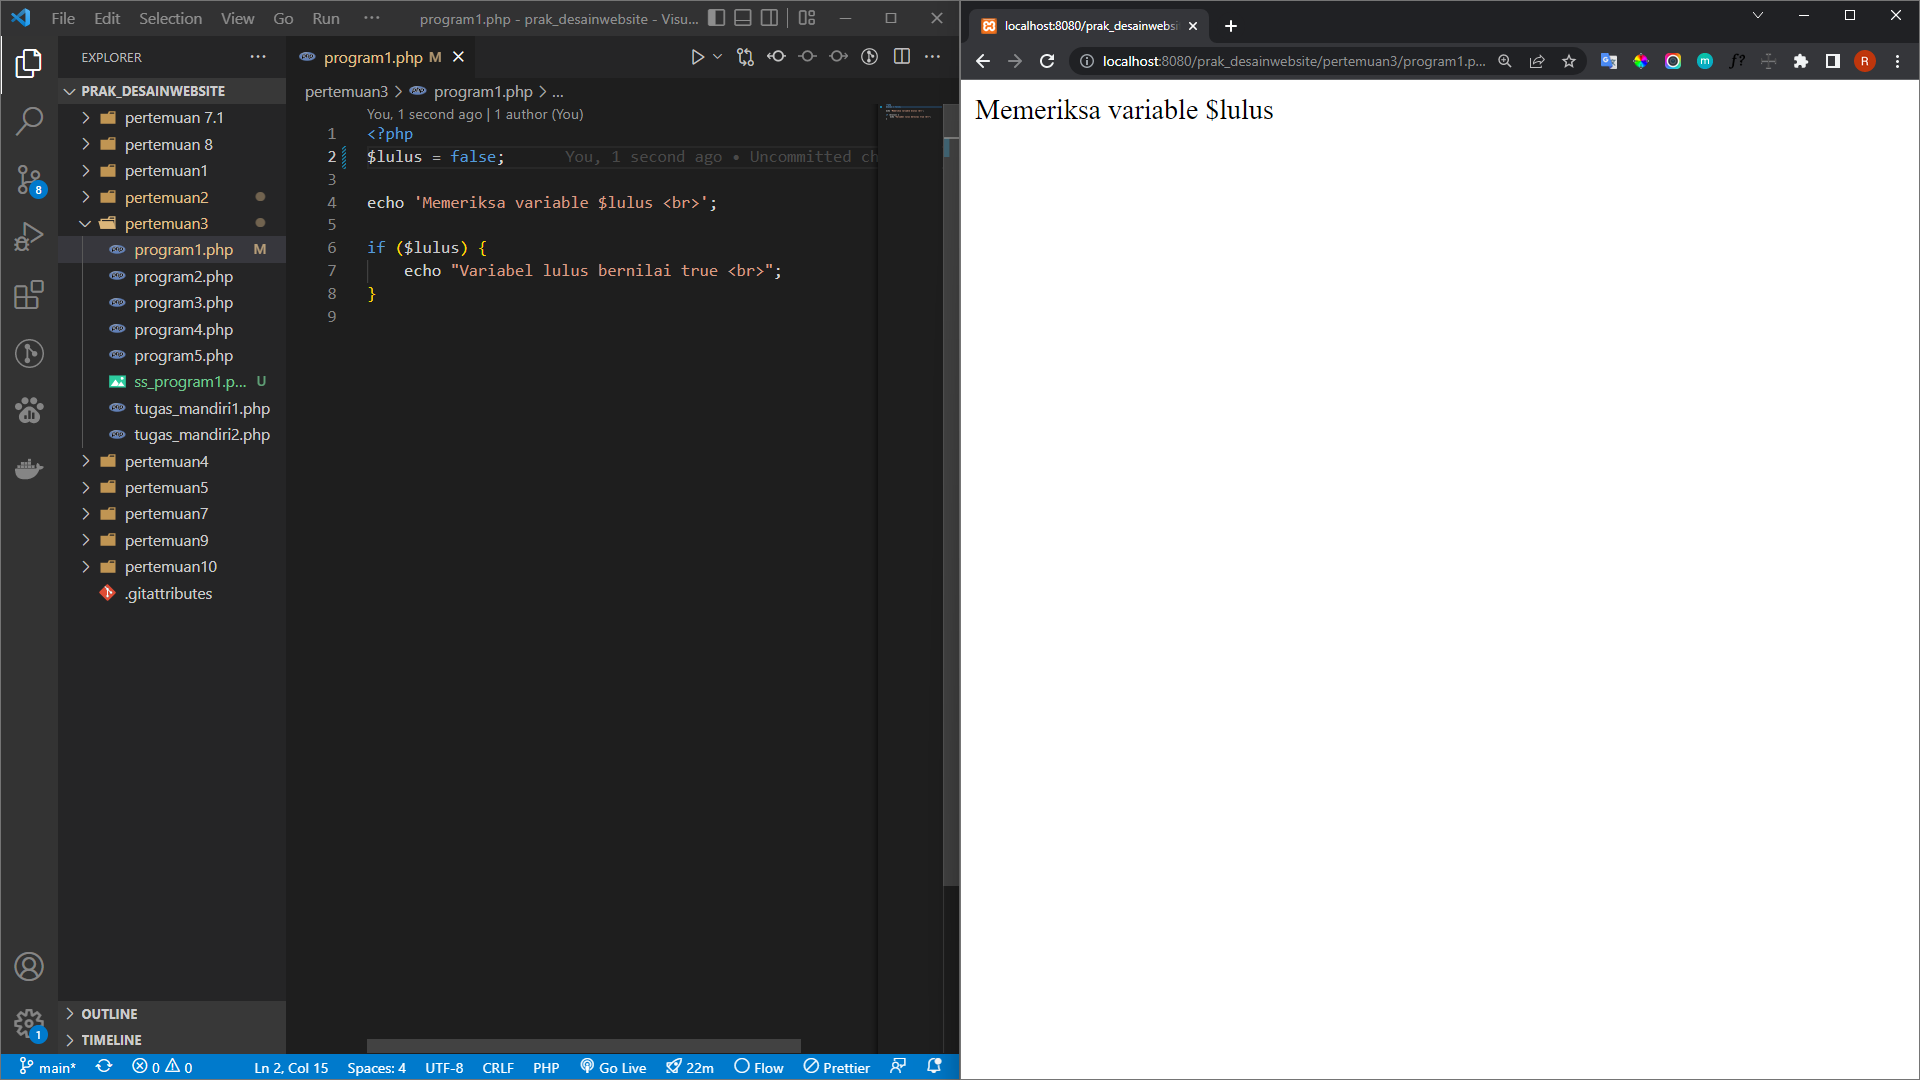 File Edit Selection View Go Run ··· program1.php - prak_desainwebsite - Visu...
EXPLORER ···
PRAK_DESAINWEBSITE
pertemuan 7.1
pertemuan 8
pertemuan1
pertemuan2
pertemuan3
program1.php M
program2.php
program3.php
program4.php
program5.php
ss_program1.p... U
tugas_mandiri1.php
tugas_mandiri2.php
pertemuan4
pertemuan5
pertemuan7
pertemuan9
pertemuan10
.gitattributes
OUTLINE
TIMELINE
8
1
program1.php M
pertemuan3 > program1.php > ...
You, 1 second ago | 1 author (You)
1 <?php
2 $lulus = false; You, 1 second ago • Uncommitted ch
3
4 echo 'Memeriksa variable $lulus <br>';
5
6 if ($lulus) {
7 echo "Variabel lulus bernilai true <br>";
8 }
9
main* 0 0 Ln 2, Col 15 Spaces: 4 UTF-8 CRLF PHP Go Live 22m Flow Prettier
localhost:8080/prak_desainwebsi
localhost:8080/prak_desainwebsite/pertemuan3/program1.p...
m f? R
Memeriksa variable $lulus